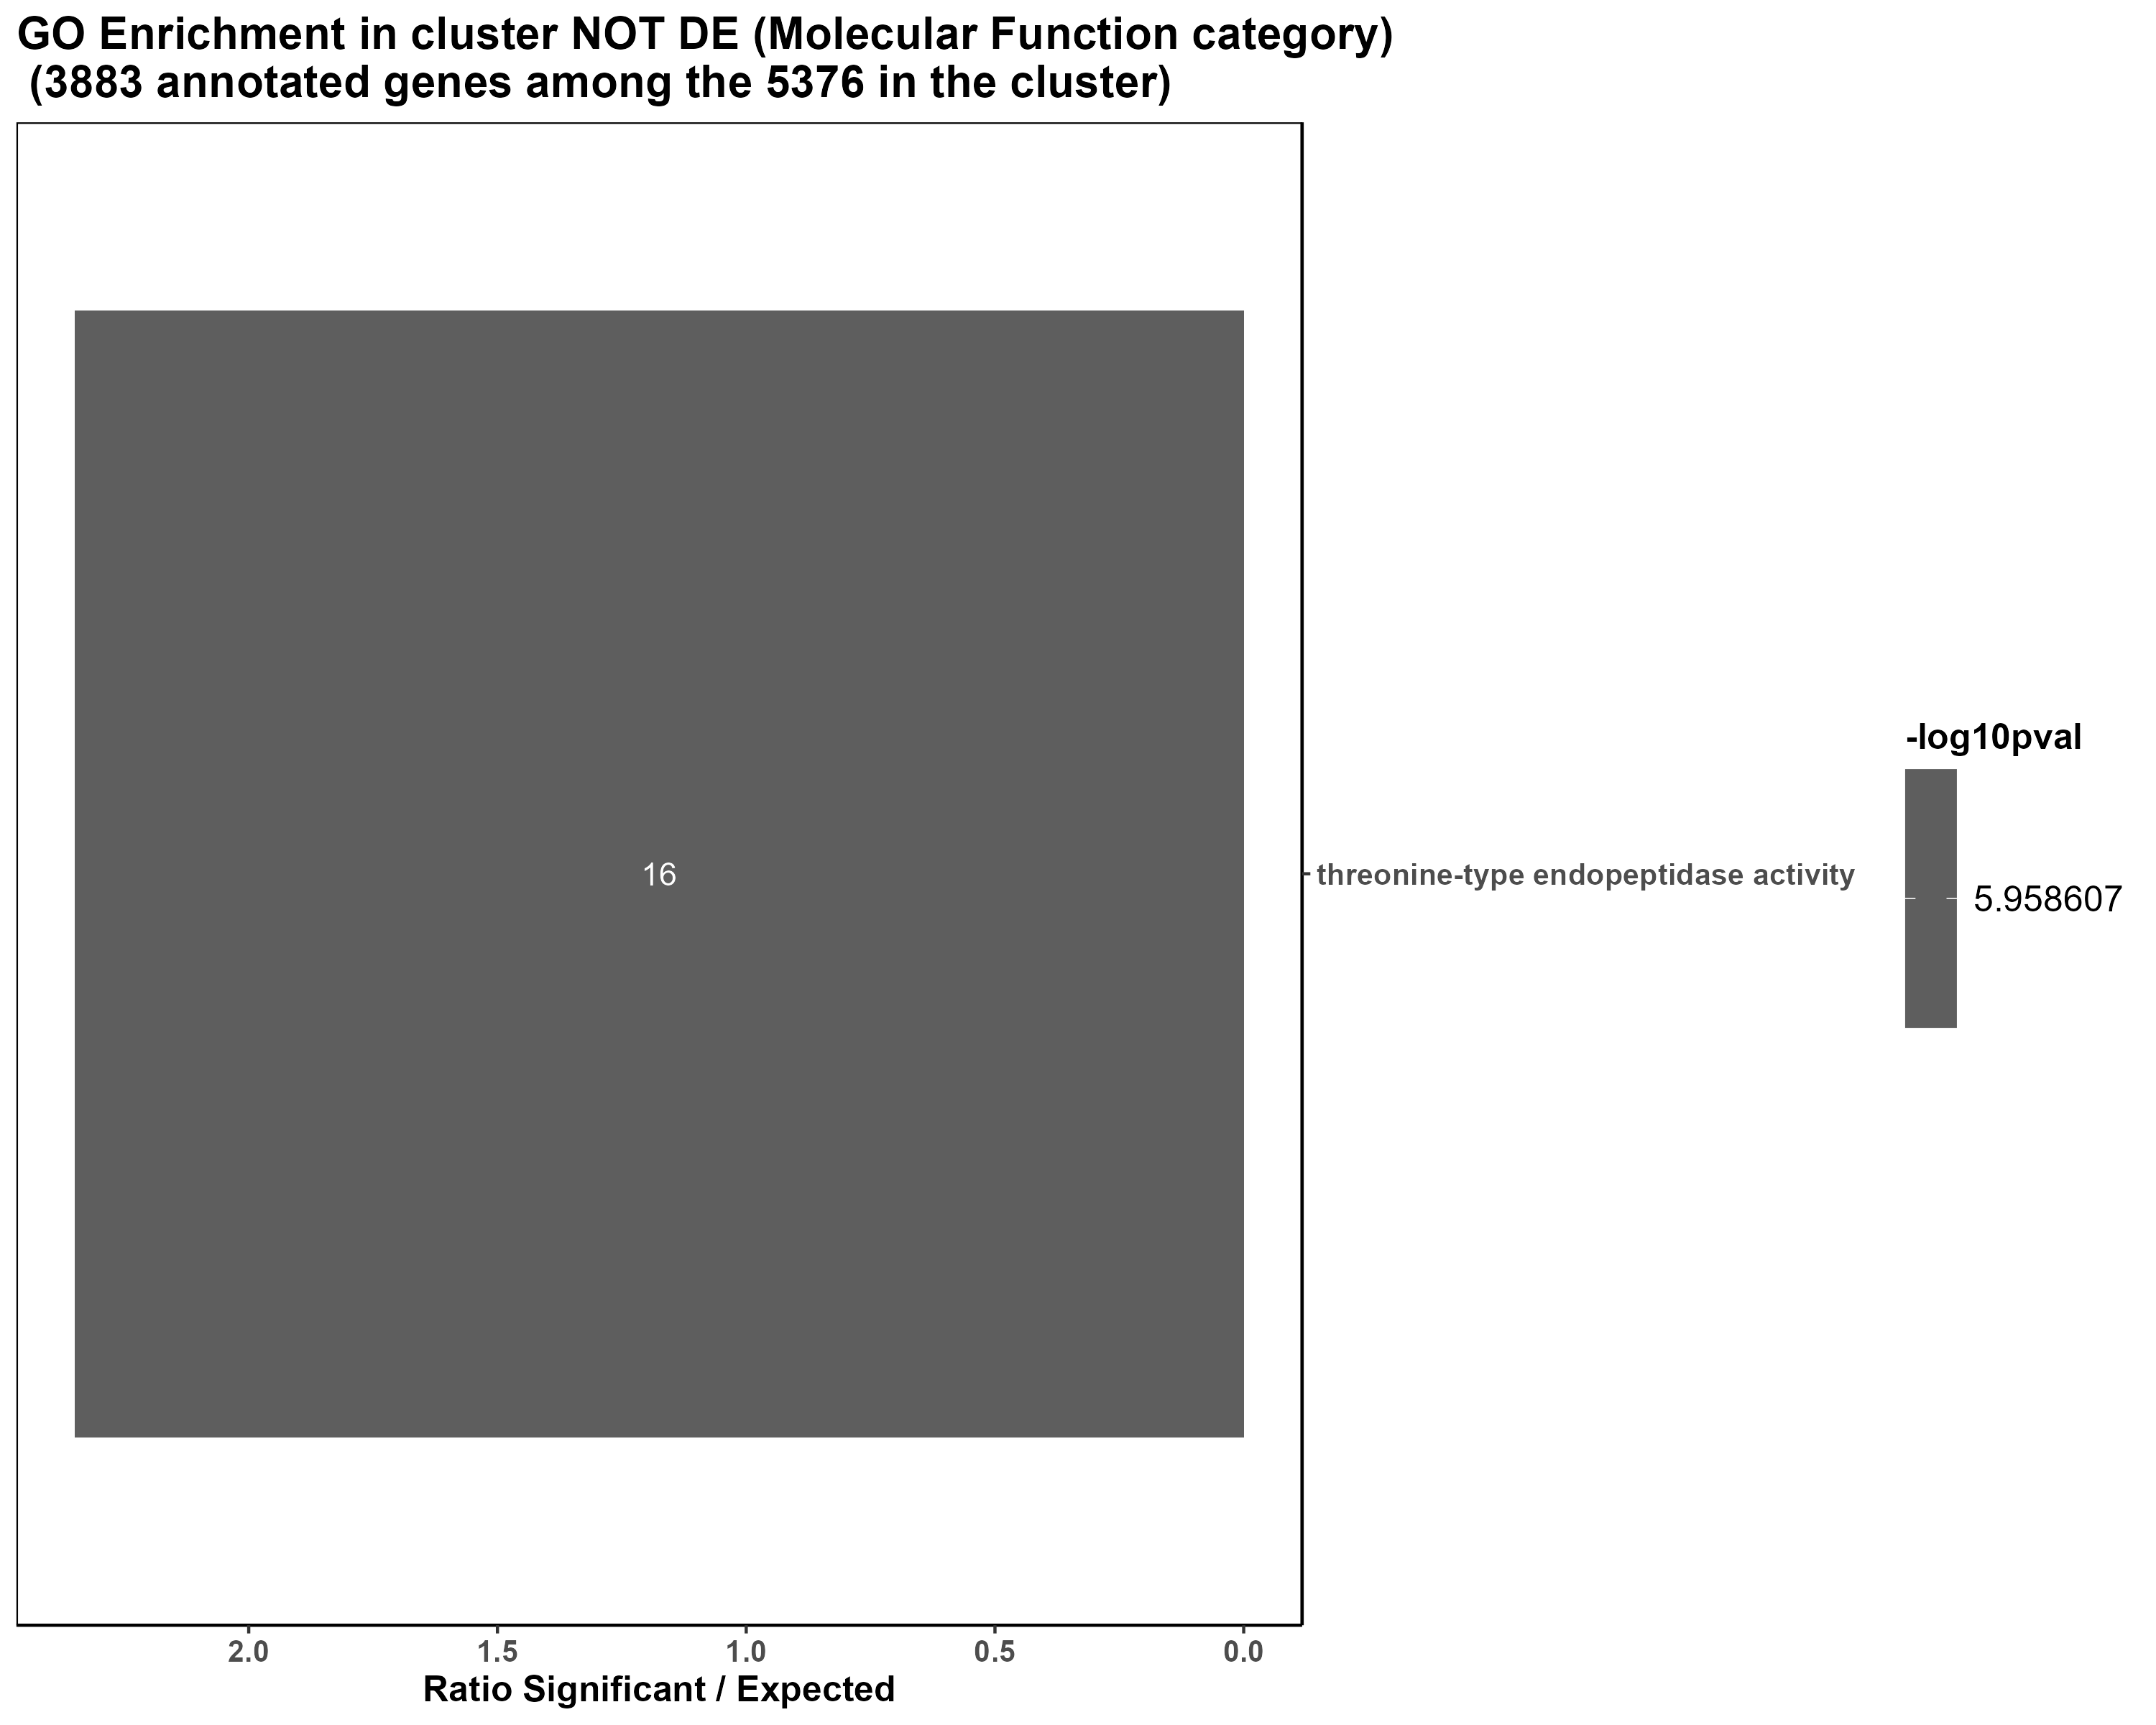 GO Enrichment in cluster NOT DE (Molecular Function category)
(3883 annotated genes among the 5376 in the cluster)
16
threonine-type endopeptidase activity
-log10pval
5.958607
2.0 1.5 1.0 0.5 0.0
Ratio Significant / Expected